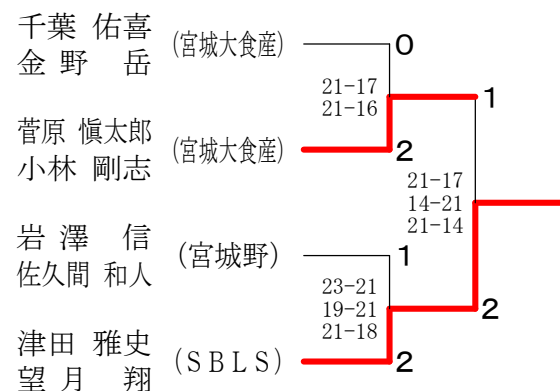 千葉 佑喜
金野 岳
(宮城大食産)
0
21-17
21-16
1
菅原 愼太郎
小林 剛志
(宮城大食産)
2
21-17
14-21
21-14
岩澤 信
佐久間 和人
(宮城野)
1
23-21
19-21
21-18
2
津田 雅史
望月 翔
(SBLS)
2